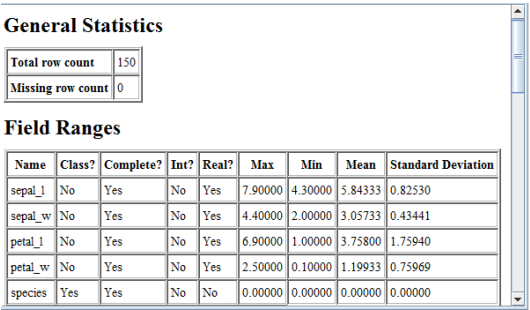 General Statistics
Total row count 150
Missing row count 0
Field Ranges
Name Class? Complete? Int? Real? Max Min Mean Standard Deviation
sepal_l No Yes No Yes 7.90000 4.30000 5.84333 0.82530
sepal_w No Yes No Yes 4.40000 2.00000 3.05733 0.43441
petal_l No Yes No Yes 6.90000 1.00000 3.75800 1.75940
petal_w No Yes No Yes 2.50000 0.10000 1.19933 0.75969
species Yes Yes No No 0.00000 0.00000 0.00000 0.00000